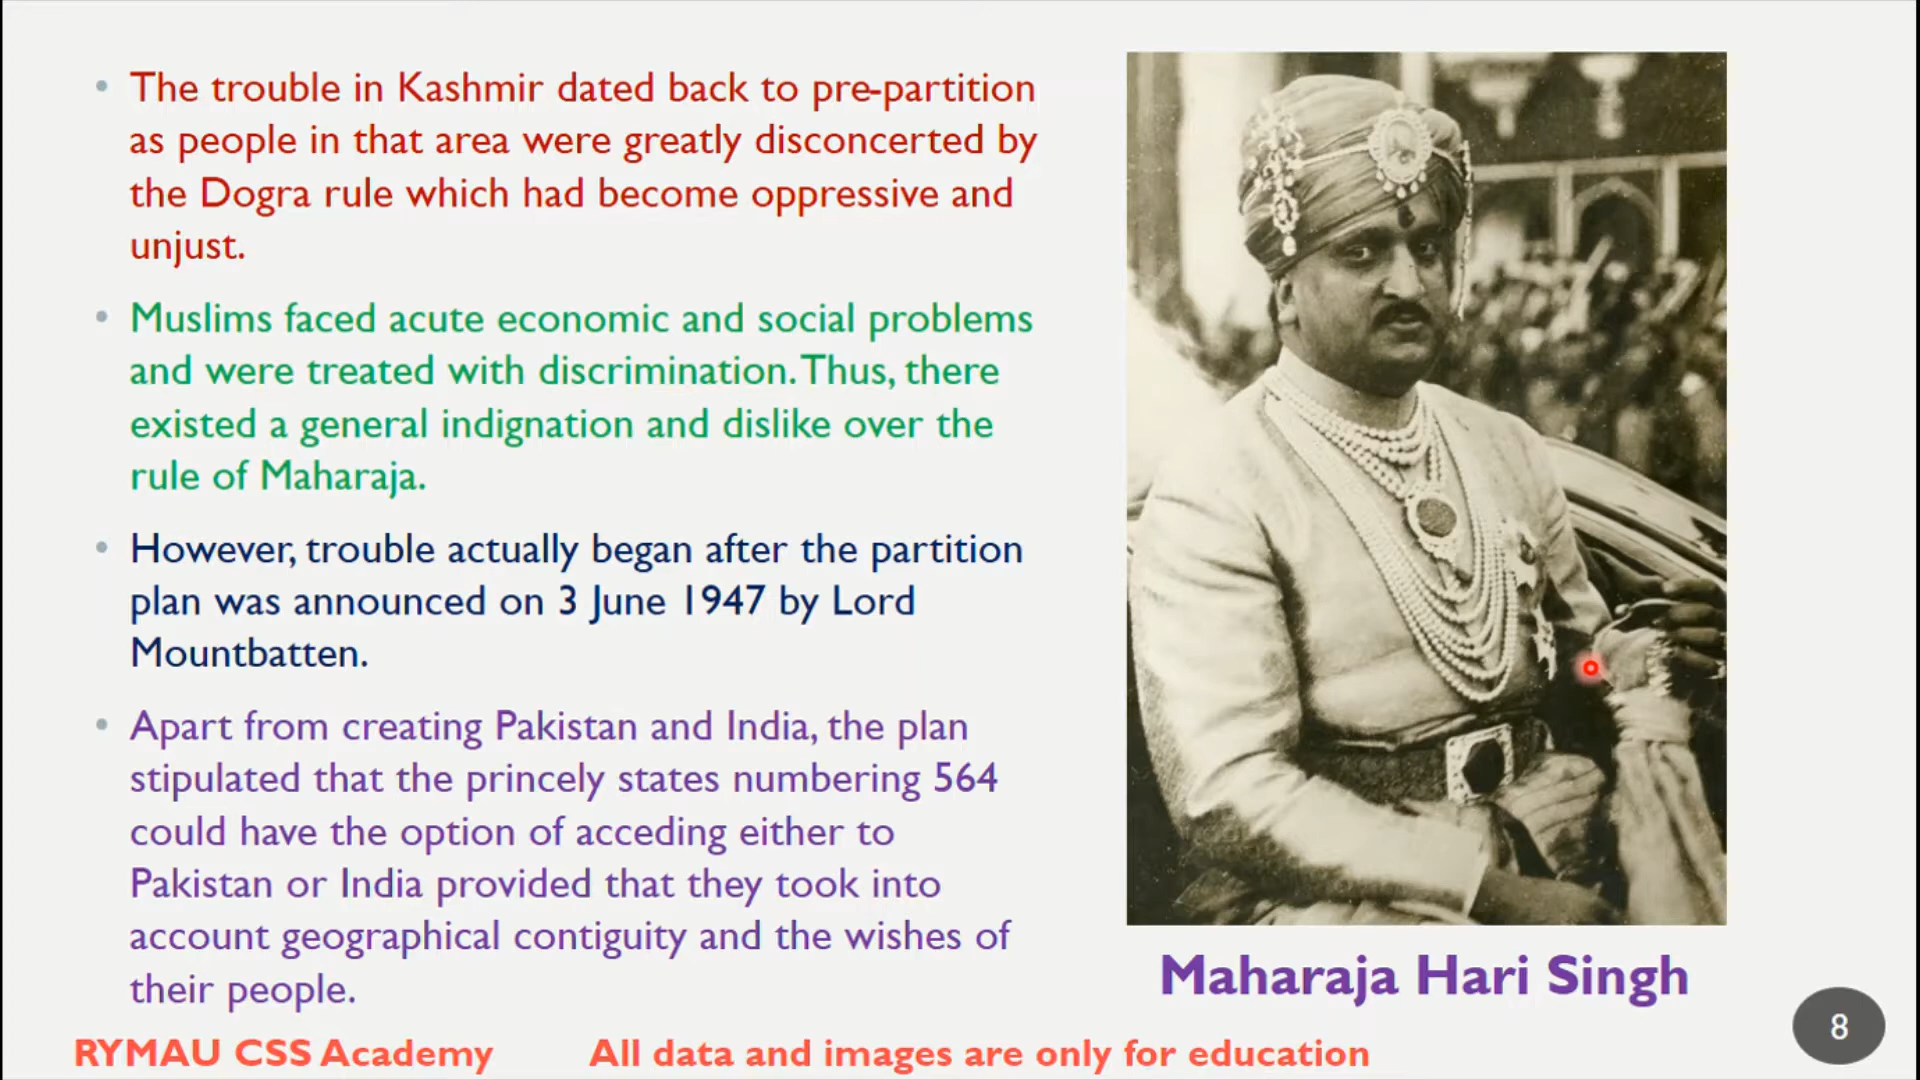 The trouble in Kashmir dated back to pre-partition
as people in that area were greatly disconcerted by
the Dogra rule which had become oppressive and
unjust.
Muslims faced acute economic and social problems
and were treated with discrimination. Thus, there
existed a general indignation and dislike over the
rule of Maharaja.
However, trouble actually began after the partition
plan was announced on 3 June 1947 by Lord
Mountbatten.
Apart from creating Pakistan and India, the plan
stipulated that the princely states numbering 564
could have the option of acceding either to
Pakistan or India provided that they took into
account geographical contiguity and the wishes of
their people.
Maharaja Hari Singh
RYMAU CSS Academy All data and images are only for education
8